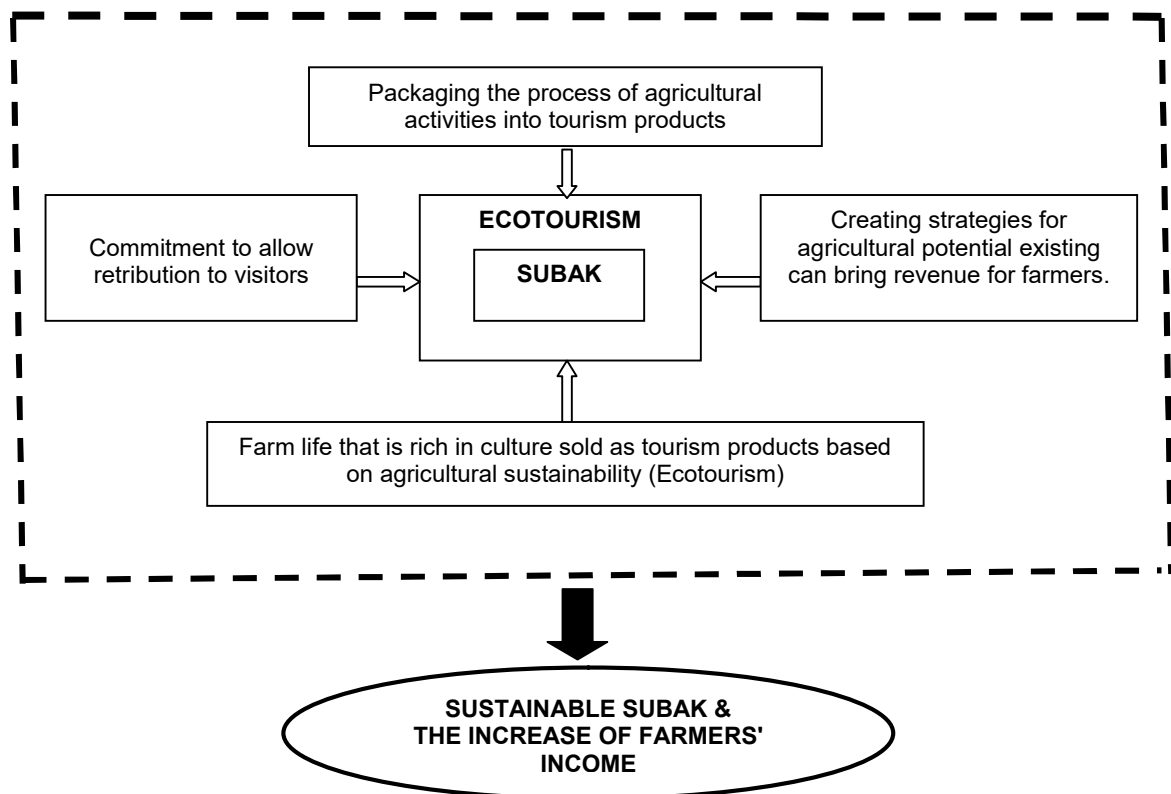 Packaging the process of agricultural
activities into tourism products
ECOTOURISM
SUBAK
Commitment to allow
retribution to visitors
Creating strategies for
agricultural potential existing
can bring revenue for farmers.
Farm life that is rich in culture sold as tourism products based
on agricultural sustainability (Ecotourism)
SUSTAINABLE SUBAK &
THE INCREASE OF FARMERS'
INCOME